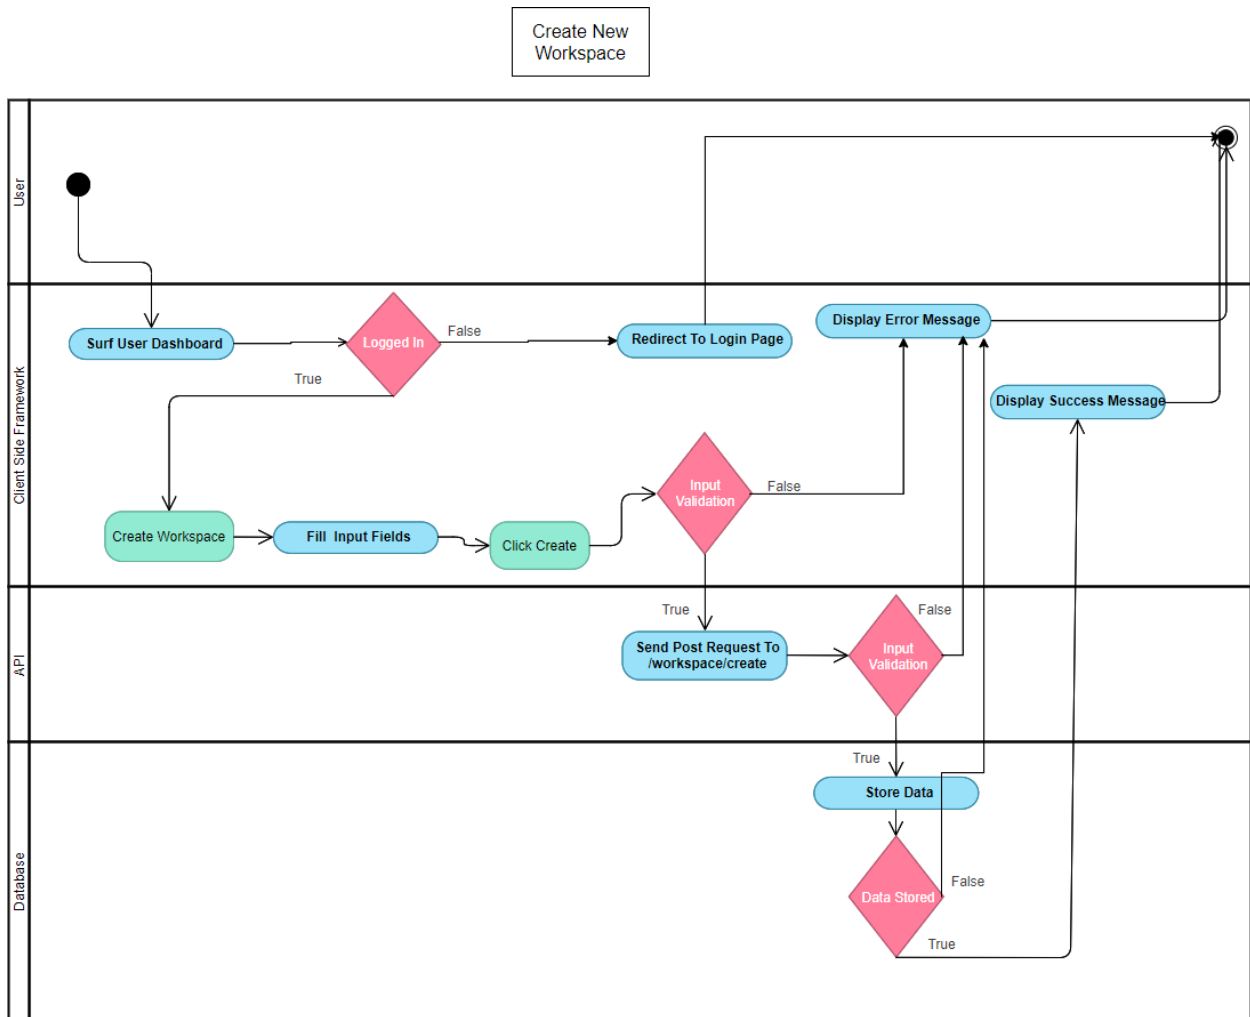 Create New
Workspace
User
Client Side Framework
API
Database
Surf User Dashboard
Logged In
False
True
Redirect To Login Page
Display Error Message
Display Success Message
Create Workspace
Fill Input Fields
Click Create
Input
Validation
False
True
Send Post Request To
/workspace/create
Input
Validation
False
True
Store Data
Data Stored
False
True